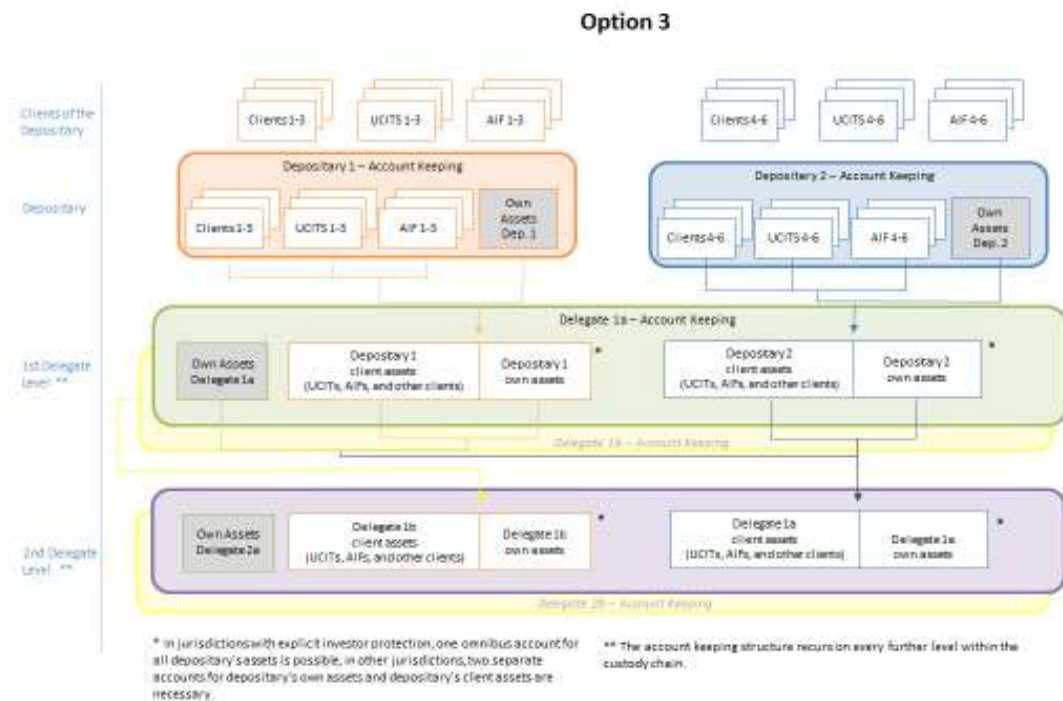 Option 3
Clients of the
Depositary
Clients 1-3
UCITS 1-3
AIF 1-3
Clients 4-6
UCITS 4-6
AIF 4-6
Depositary 1 – Account Keeping
Depositary 2 – Account Keeping
Depositary
Clients 1-3
UCITS 1-3
AIF 1-3
Own
Assets
Dep. 1
Clients 4-6
UCITS 4-6
AIF 4-6
Own
Assets
Dep. 2
Delegate 1a – Account Keeping
1st Delegate
Level **
Own Assets
Delegate 1a
Depositary 1
client assets
(UCITs, AIFs, and other clients)
Depositary 1
own assets
*
Depositary 2
client assets
(UCITs, AIFs, and other clients)
Depositary 2
own assets
*
Delegate 1b – Account Keeping
2nd Delegate
Level **
Own Assets
Delegate 2a
Delegate 1b
client assets
(UCITs, AIFs, and other clients)
Delegate 1b
own assets
*
Delegate 1a
client assets
(UCITs, AIFs, and other clients)
Delegate 1a
own assets
*
Delegate 2b – Account Keeping
* In jurisdictions with explicit investor protection, one omnibus account for
all depositary's assets is possible, in other jurisdictions, two separate
accounts for depositary's own assets and depositary's client assets are
necessary.
** The account keeping structure recurs on every further level within the
custody chain.